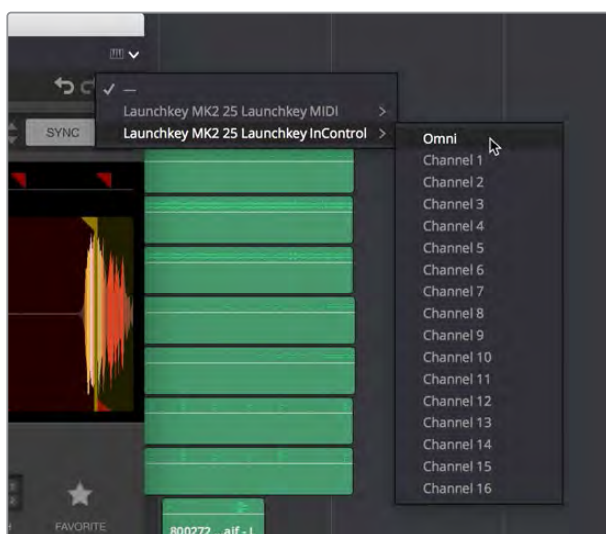 —
Launchkey MK2 25 Launchkey MIDI >
SYNC
Launchkey MK2 25 Launchkey InControl >
Omni
Channel 1
Channel 2
Channel 3
Channel 4
Channel 5
Channel 6
Channel 7
Channel 8
Channel 9
Channel 10
Channel 11
Channel 12
Channel 13
Channel 14
Channel 15
Channel 16
FAVORITE